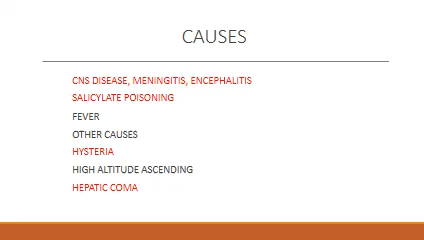 CAUSES
CNS DISEASE, MENINGITIS, ENCEPHALITIS
SALICYLATE POISONING
FEVER
OTHER CAUSES
HYSTERIA
HIGH ALTITUDE ASCENDING
HEPATIC COMA